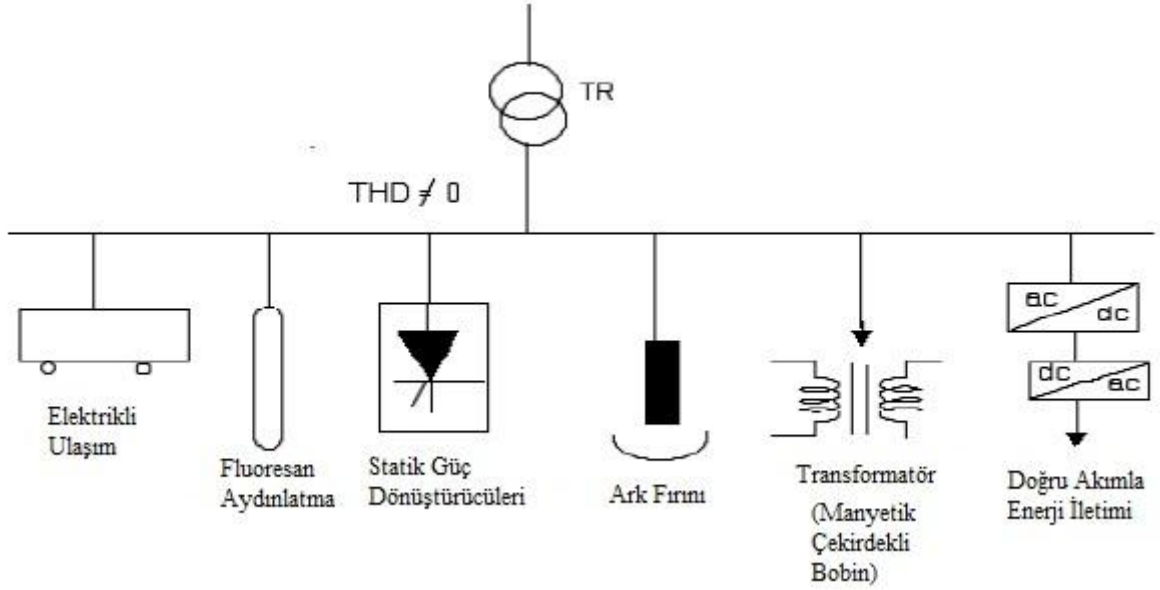 TR
THD ≠ 0
ac
dc
dc
ac
Elektrikli
Ulaşım
Fluoresan
Aydınlatma
Statik Güç
Dönüştürücüleri
Ark Fırını
Transformatör
(Manyetik
Çekirdekli
Bobin)
Doğru Akımla
Enerji İletimi